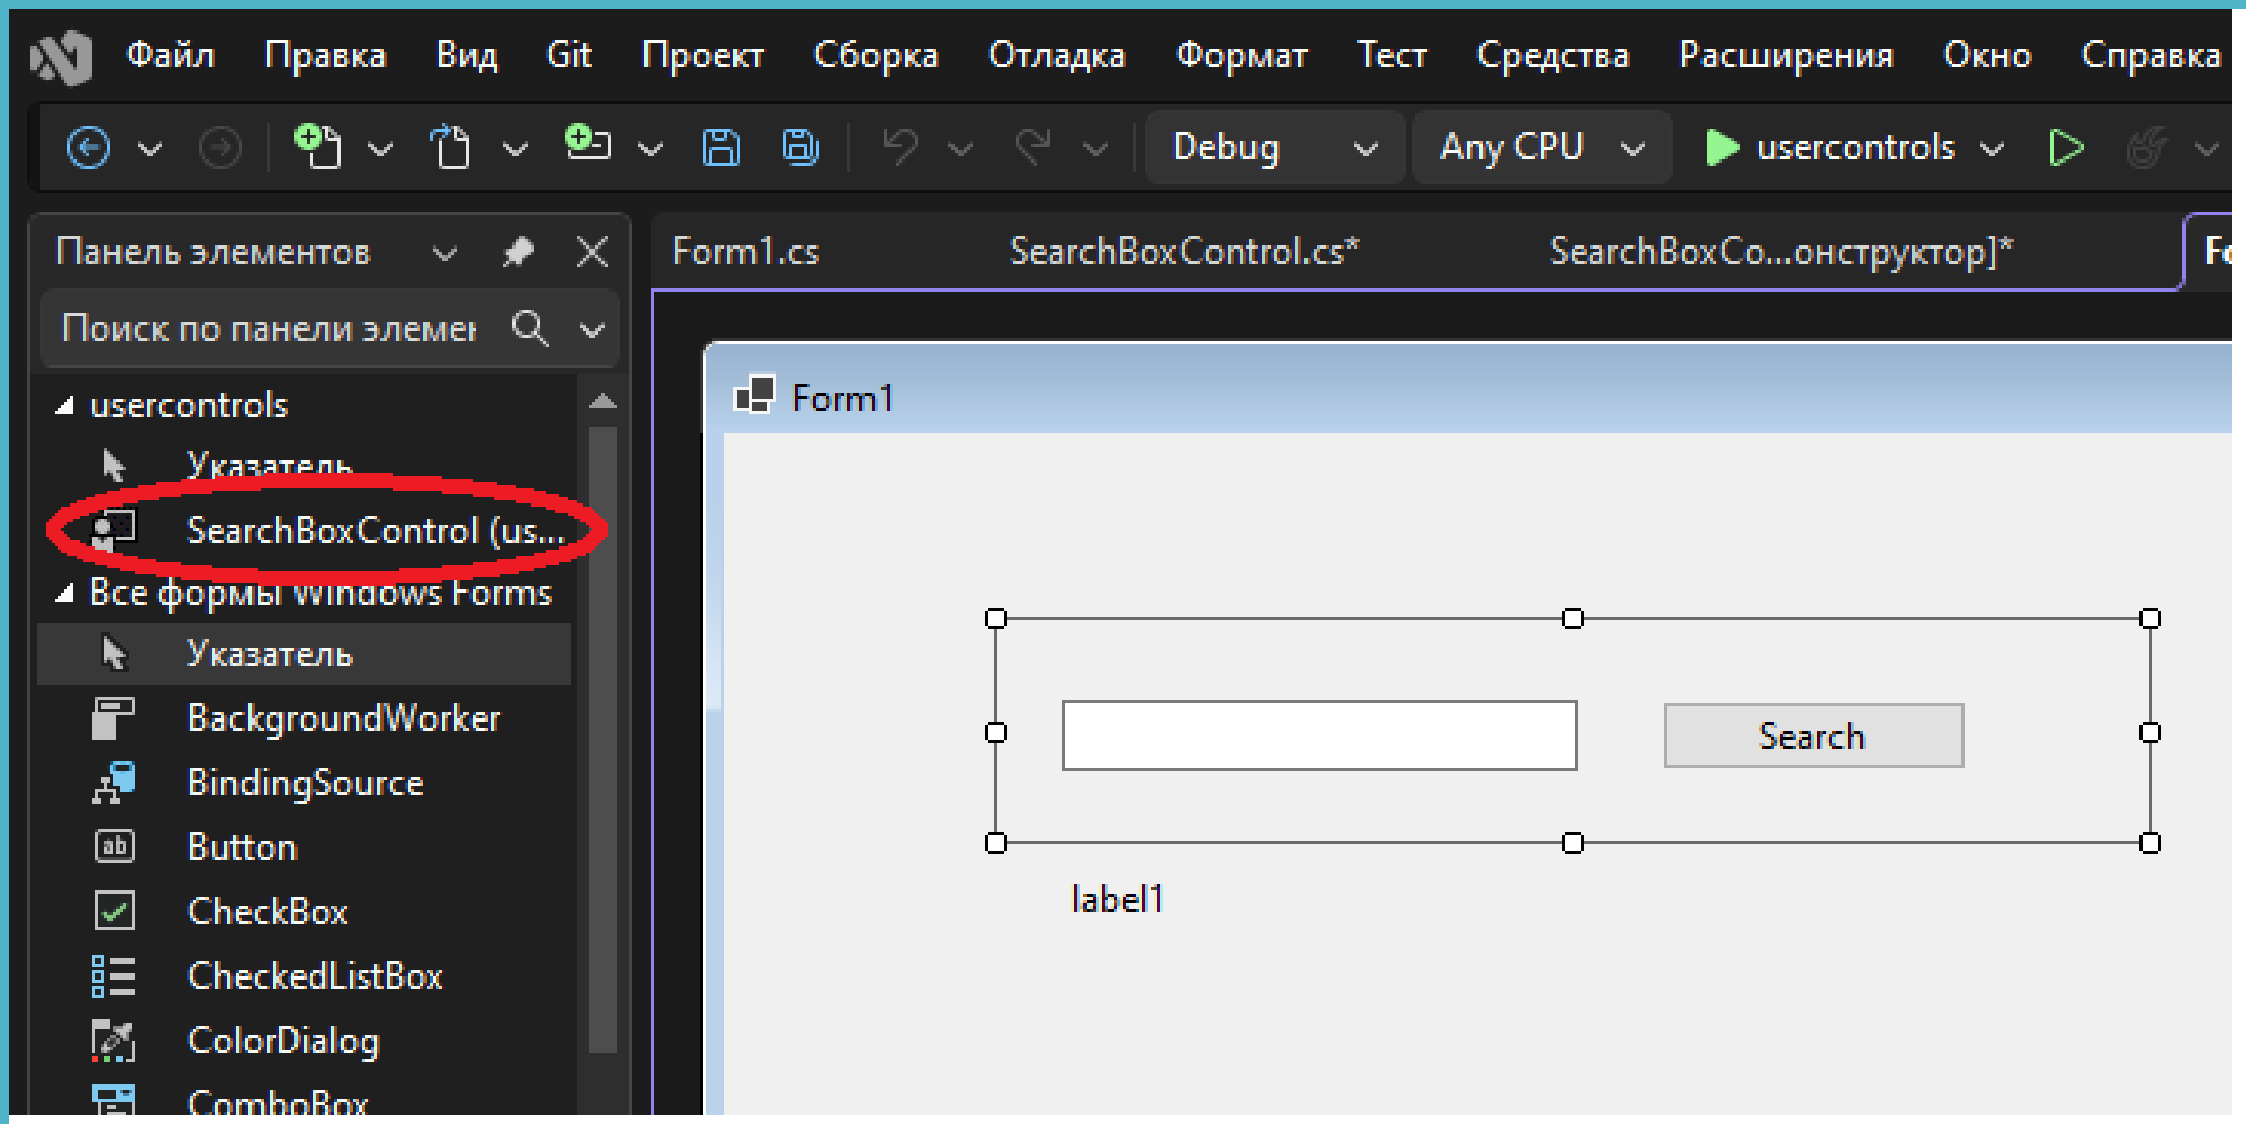 Файл Правка Вид Git Проект Сборка Отладка Формат Тест Средства Расширения Окно Справка
Debug Any CPU usercontrols
Панель элементов
Form1.cs SearchBoxControl.cs* SearchBoxCo...онструктор]* Fo
Поиск по панели элемен
usercontrols
Указатель
SearchBoxControl (us...
Все формы Windows Forms
Указатель
BackgroundWorker
BindingSource
ab Button
CheckBox
CheckedListBox
ColorDialog
ComboBox
Form1
Search
label1